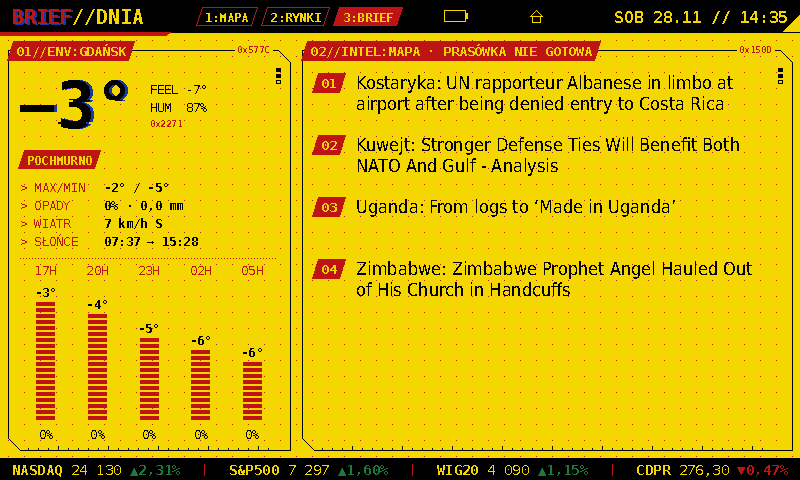 BRIEF//DNIA 1:MAPA 2:RYNKI 3:BRIEF SOB 28.11 // 14:35
01//ENV:GDAŃSK 0x577C
−3°
FEEL -7°
HUM 87%
0x2271
POCHMURNO
> MAX/MIN -2° / -5°
> OPADY 0% · 0,0 mm
> WIATR 7 km/h S
> SŁOŃCE 07:37 → 15:28
17H 20H 23H 02H 05H
-3° -4° -5° -6° -6°
0% 0% 0% 0% 0%
02//INTEL:MAPA · PRASÓWKA NIE GOTOWA 0x150D
01 Kostaryka: UN rapporteur Albanese in limbo at
airport after being denied entry to Costa Rica
02 Kuwejt: Stronger Defense Ties Will Benefit Both
NATO And Gulf - Analysis
03 Uganda: From logs to ‘Made in Uganda’
04 Zimbabwe: Zimbabwe Prophet Angel Hauled Out
of His Church in Handcuffs
NASDAQ 24 130 ▲2,31% | S&P500 7 297 ▲1,60% | WIG20 4 090 ▲1,15% | CDPR 276,30 ▼0,47%